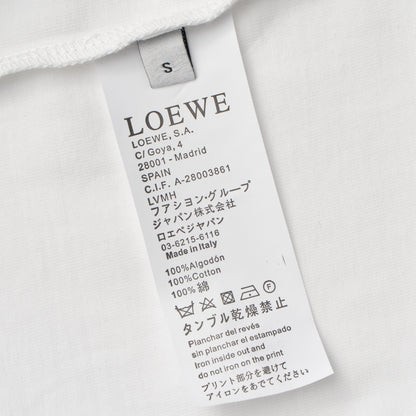 S
LOEWE
LOEWE, S.A.
C/ Goya, 4
28001 - Madrid
SPAIN
C.I.F. A-28003861
LVMH
ファション・グループ
ジャパン株式会社
ロエベジャパン
03-6215-6116
Made in Italy
100%Algodón
100%Cotton
100%綿
F
タンブル乾燥禁止
Planchar del revés
sin planchar el estampado
Iron inside out and
do not iron on the print
プリント部分を避けて
アイロンをおあてください